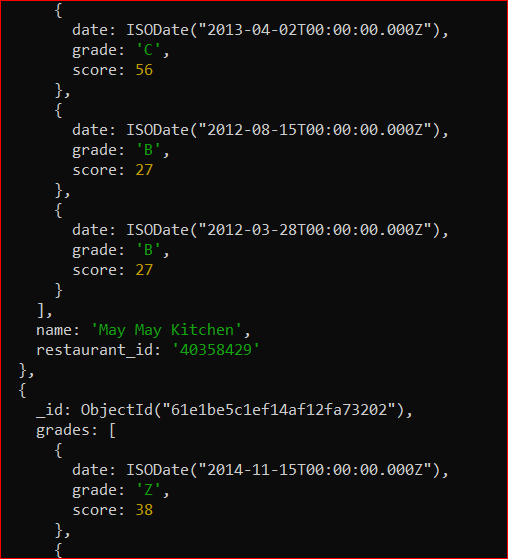 {
date: ISODate("2013-04-02T00:00:00.000Z"),
grade: 'C',
score: 56
},
{
date: ISODate("2012-08-15T00:00:00.000Z"),
grade: 'B',
score: 27
},
{
date: ISODate("2012-03-28T00:00:00.000Z"),
grade: 'B',
score: 27
}
],
name: 'May May Kitchen',
restaurant_id: '40358429'
},
{
_id: ObjectId("61e1be5c1ef14af12fa73202"),
grades: [
{
date: ISODate("2014-11-15T00:00:00.000Z"),
grade: 'Z',
score: 38
},
{